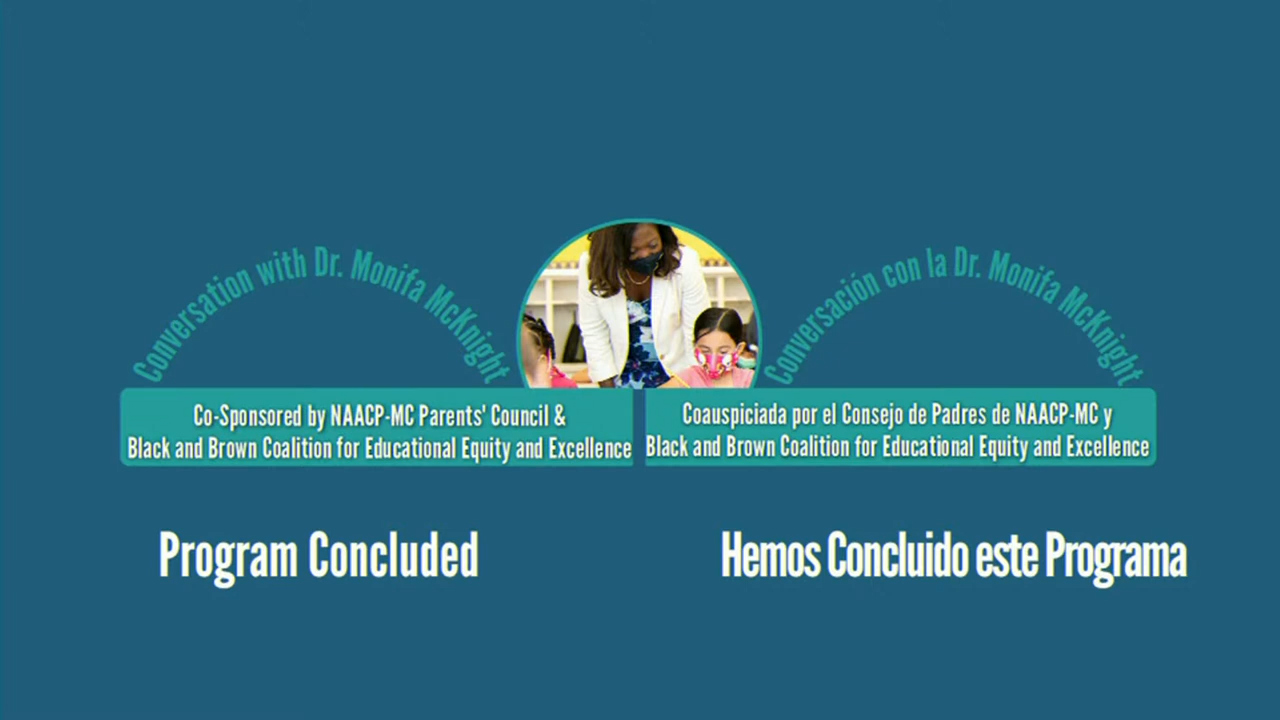 Conversation with Dr. Monifa McKnight
Co-Sponsored by NAACP-MC Parents' Council &
Black and Brown Coalition for Educational Equity and Excellence
Program Concluded
Conversación con la Dr. Monifa McKnight
Coauspiciada por el Consejo de Padres de NAACP-MC y
Black and Brown Coalition for Educational Equity and Excellence
Hemos Concluido este Programa